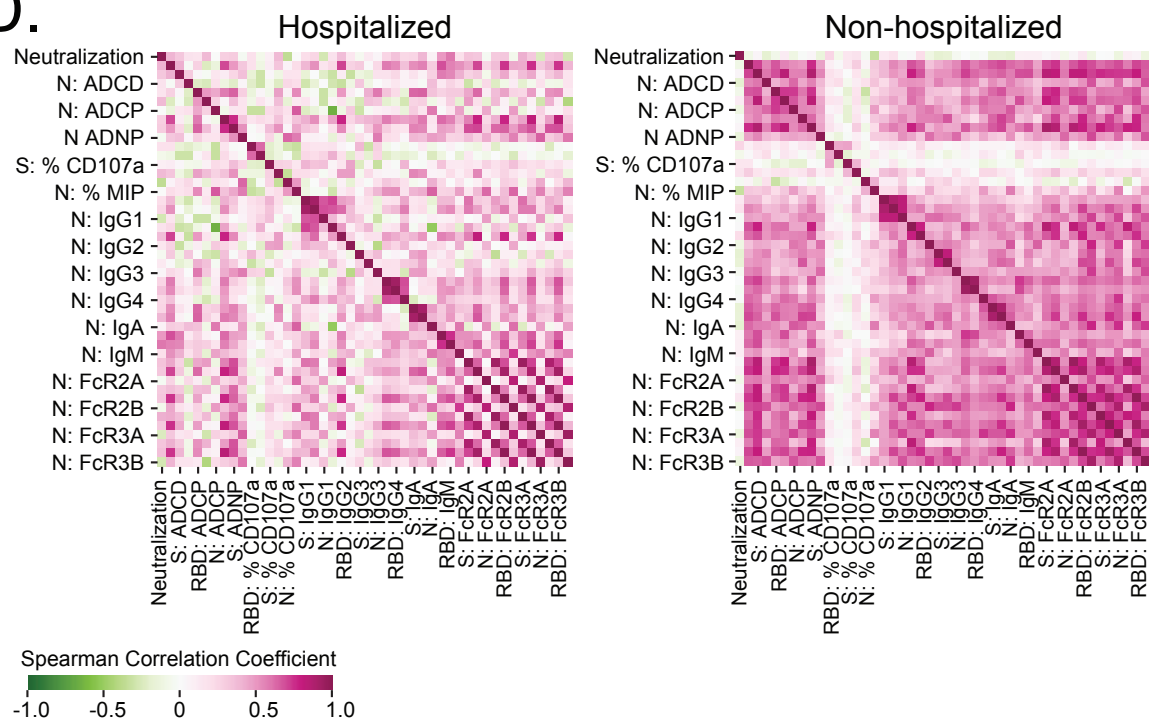 D.
Hospitalized
Neutralization
N: ADCD
N: ADCP
N ADNP
S: % CD107a
N: % MIP
N: IgG1
N: IgG2
N: IgG3
N: IgG4
N: IgA
N: IgM
N: FcR2A
N: FcR2B
N: FcR3A
N: FcR3B
Neutralization
S: ADCD
RBD: ADCP
N: ADCP
S: ADNP
RBD: % CD107a
S: % CD107a
N: % CD107a
S: IgG1
N: IgG1
RBD: IgG2
S: IgG3
N: IgG3
RBD: IgG4
S: IgA
N: IgA
RBD: IgM
S: FcR2A
N: FcR2A
RBD: FcR2B
S: FcR3A
N: FcR3A
RBD: FcR3B
Non-hospitalized
Neutralization
N: ADCD
N: ADCP
N ADNP
S: % CD107a
N: % MIP
N: IgG1
N: IgG2
N: IgG3
N: IgG4
N: IgA
N: IgM
N: FcR2A
N: FcR2B
N: FcR3A
N: FcR3B
Neutralization
S: ADCD
RBD: ADCP
N: ADCP
S: ADNP
RBD: % CD107a
S: % CD107a
N: % CD107a
S: IgG1
N: IgG1
RBD: IgG2
S: IgG3
N: IgG3
RBD: IgG4
S: IgA
N: IgA
RBD: IgM
S: FcR2A
N: FcR2A
RBD: FcR2B
S: FcR3A
N: FcR3A
RBD: FcR3B
Spearman Correlation Coefficient
-1.0 -0.5 0 0.5 1.0